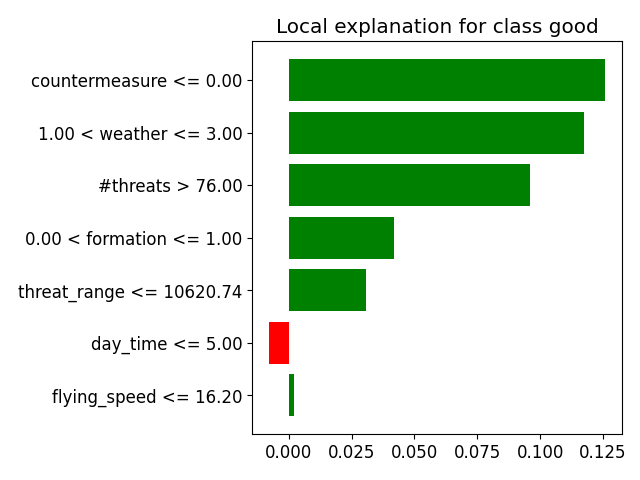 Local explanation for class good
countermeasure <= 0.00
1.00 < weather <= 3.00
#threats > 76.00
0.00 < formation <= 1.00
threat_range <= 10620.74
day_time <= 5.00
flying_speed <= 16.20
0.000 0.025 0.050 0.075 0.100 0.125